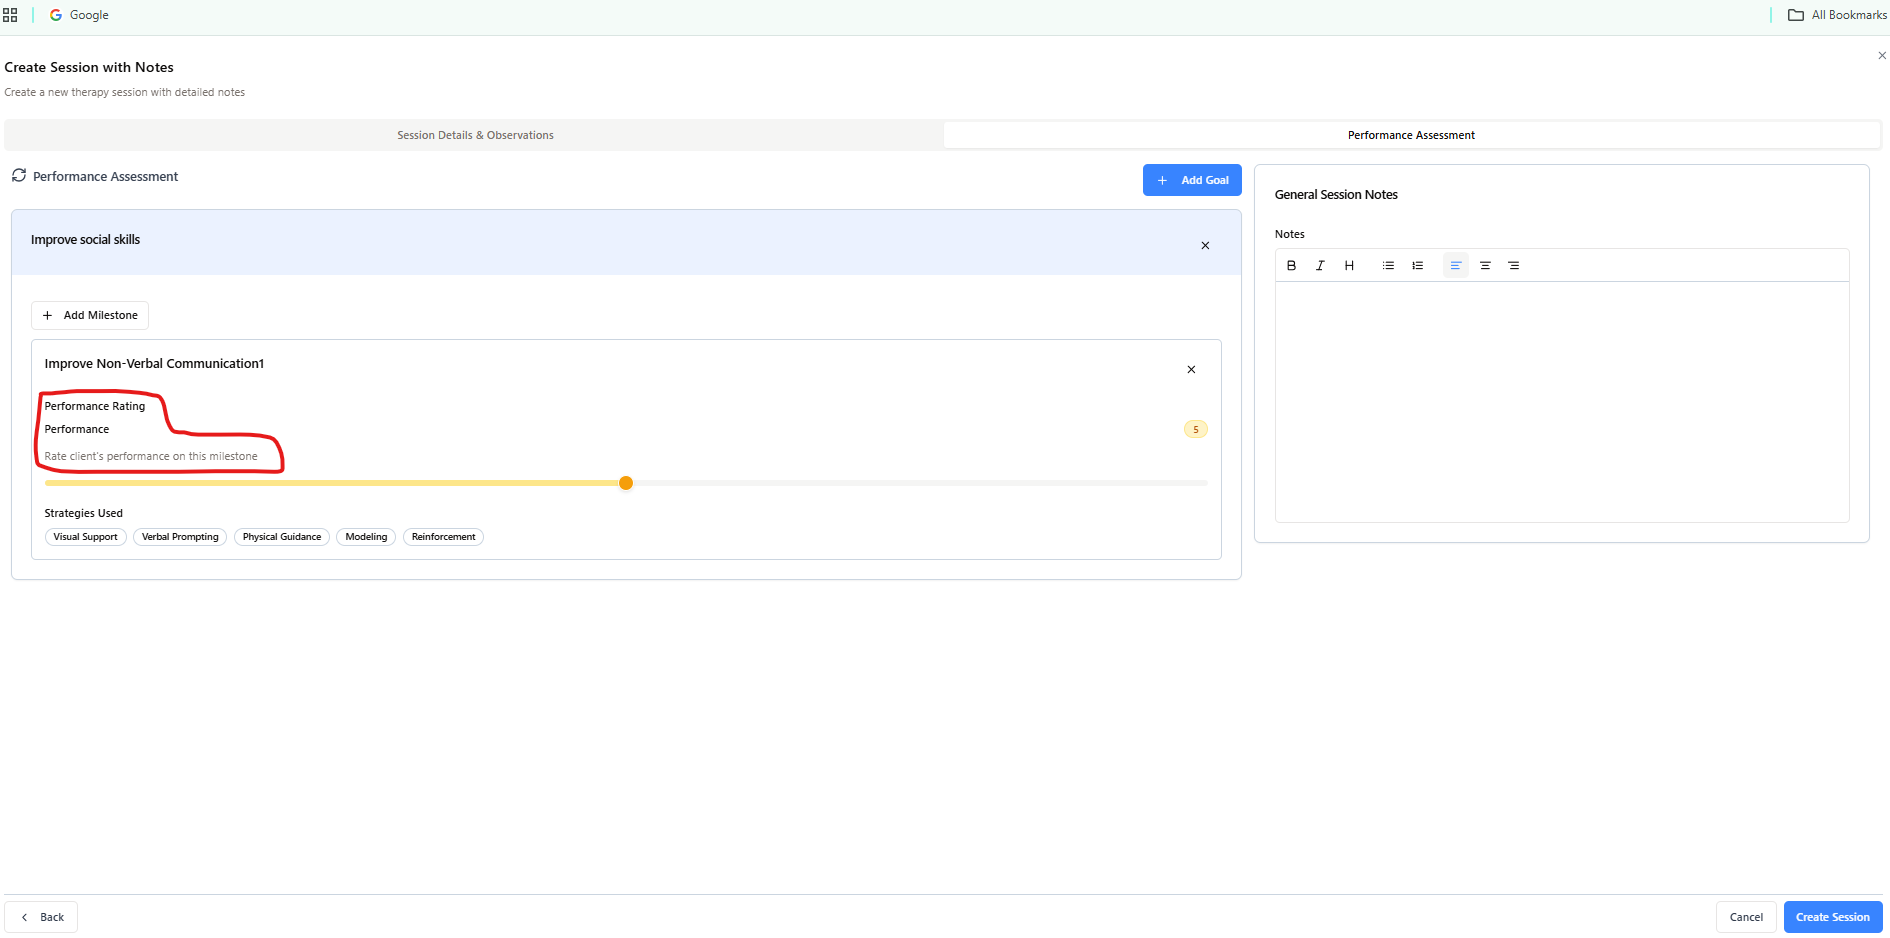 Google
All Bookmarks
Create Session with Notes
Create a new therapy session with detailed notes
Session Details & Observations
Performance Assessment
Performance Assessment
Add Goal
Improve social skills
Add Milestone
Improve Non-Verbal Communication1
Performance Rating
Performance
5
Rate client's performance on this milestone
Strategies Used
Visual Support
Verbal Prompting
Physical Guidance
Modeling
Reinforcement
General Session Notes
Notes
B I H
Back
Cancel
Create Session